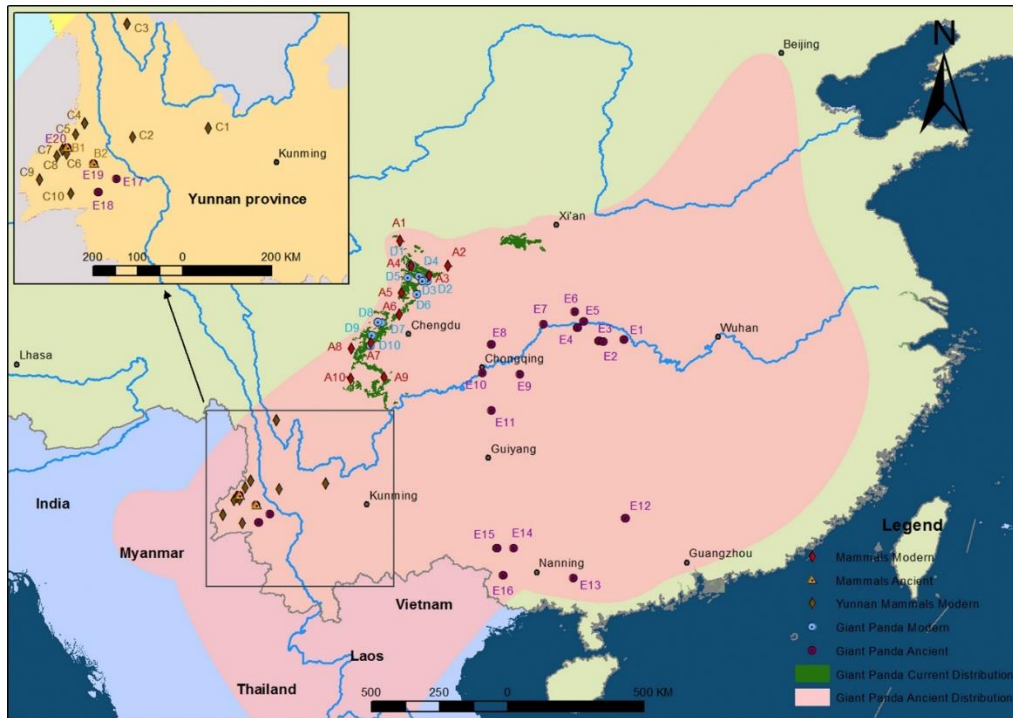 C3
C4
C5
E20
B1
C7
C8
C6
B2
C2
C1
Kunming
E19
E17
C9
C10
E18
Yunnan province
200
100
0
200 KM
Beijing
N
Xi'an
A1
D1
A2
A4
D4
D5
A3
D3
D2
A5
D6
A6
D8
D7
D9
Chengdu
A8
A7
D10
A10
A9
E6
E7
E5
E4
E3
E1
E2
E8
Wuhan
Chongqing
E10
E9
E11
Lhasa
Guiyang
Kunming
India
Myanmar
E12
E15
E14
Nanning
E13
E16
Guangzhou
Vietnam
Laos
Thailand
500
250
0
500 KM
Legend
Mammals Modern
Mammals Ancient
Yunnan Mammals Modern
Giant Panda Modern
Giant Panda Ancient
Giant Panda Current Distribution
Giant Panda Ancient Distribution